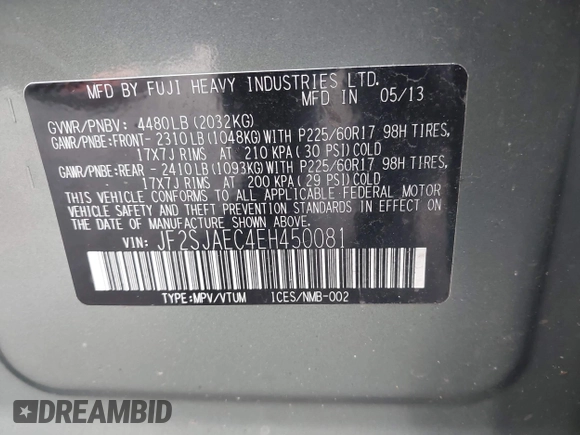 MFD BY FUJI HEAVY INDUSTRIES LTD.
MFD IN 05/13
GVWR/PNBV: 4480LB(2032KG)
GAWR/PNBE:FRONT- 2310LB(1048KG)WITH P225/60R17 98H TIRES,
17X7J RIMS AT 210 KPA( 30 PSI)COLD
GAWR/PNBE:REAR - 2410LB(1093KG)WITH P225/60R17 98H TIRES,
17X7J RIMS AT 200 KPA( 29 PSI)COLD
THIS VEHICLE CONFORMS TO ALL APPLICABLE FEDERAL MOTOR
VEHICLE SAFETY AND THEFT PREVENTION STANDARDS IN EFFECT
ON THE DATE OF MANUFACTURE SHOWN ABOVE.
VIN: JF2SJAEC4EH450081
TYPE:MPV/VTUM ICES/NMB-002
DREAMBID